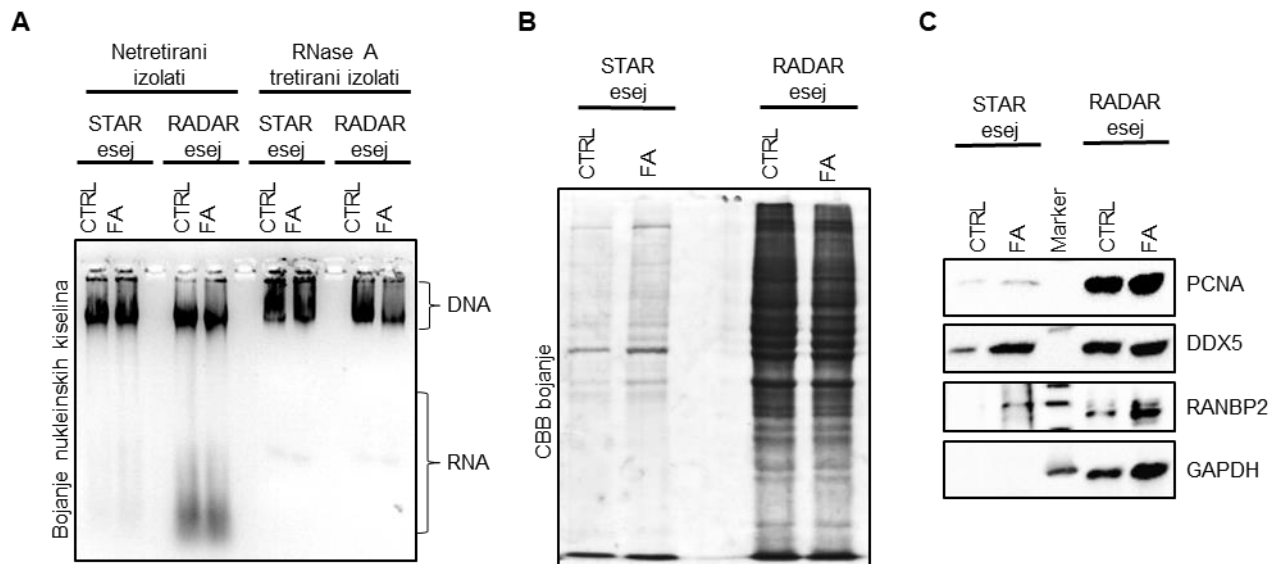 A
Netretirani
izolati
RNase A
tretirani izolati
STAR
esej
RADAR
esej
STAR
esej
RADAR
esej
CTRL
FA
CTRL
FA
CTRL
FA
CTRL
FA
Bojanje nukleinskih kiselina
DNA
RNA
B
STAR
esej
RADAR
esej
CTRL
FA
CTRL
FA
CBB bojanje
C
STAR
esej
RADAR
esej
CTRL
FA
Marker
CTRL
FA
PCNA
DDX5
RANBP2
GAPDH